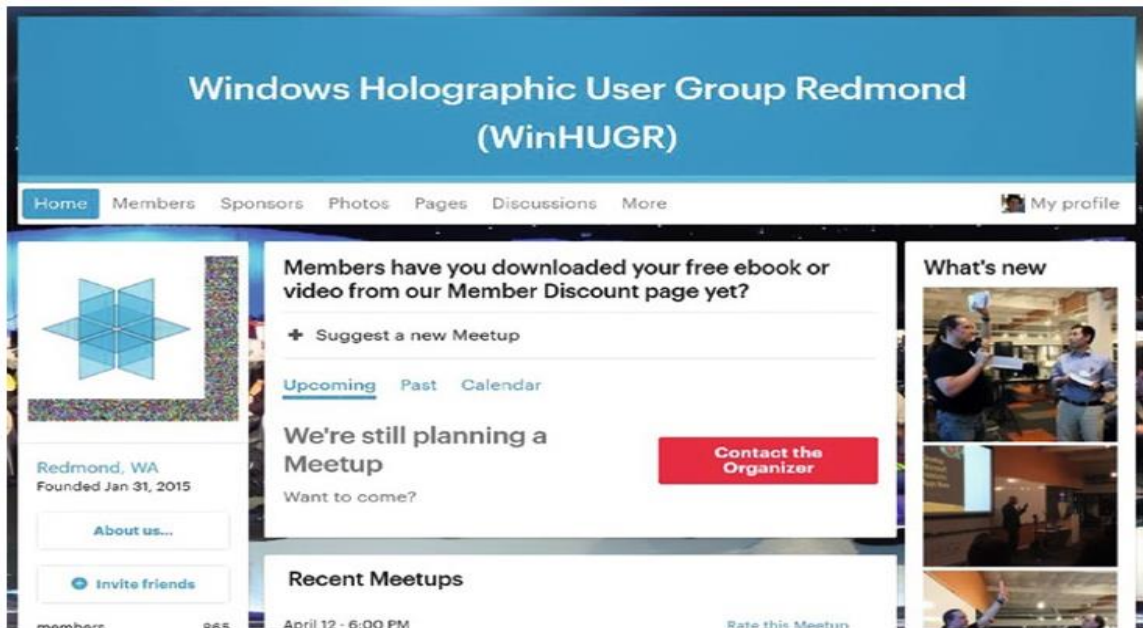 Windows Holographic User Group Redmond
(WinHUGR)
Home Members Sponsors Photos Pages Discussions More My profile
Members have you downloaded your free ebook or
video from our Member Discount page yet?
+ Suggest a new Meetup
Upcoming Past Calendar
We're still planning a
Meetup
Want to come?
Contact the
Organizer
Recent Meetups
April 12 - 6:00 PM
Rate this Meetup
Redmond, WA
Founded Jan 31, 2015
About us...
Invite friends
members 865
What's new